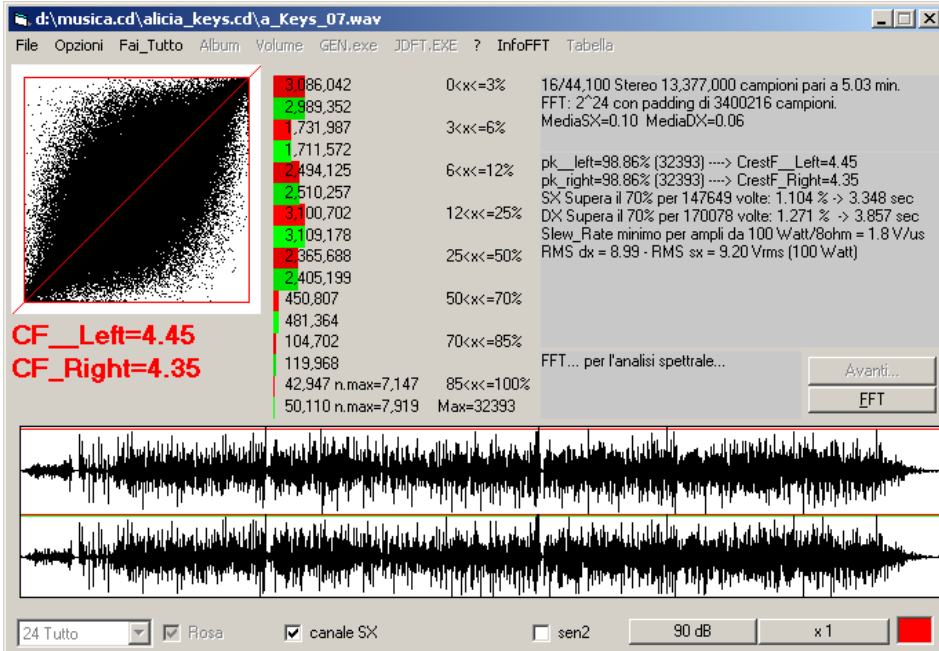 d:\musica.cd\alicia_keys.cd\a_Keys_07.wav
File Opzioni Fai_Tutto Album Volume GEN.exe JDFT.EXE ? InfoFFT Tabella
3,086,042 0<x<=3%
2,989,352
1,731,987 3<x<=6%
1,711,572
2,494,125 6<x<=12%
2,510,257
3,100,702 12<x<=25%
3,109,178
2,365,688 25<x<=50%
2,405,199
450,807 50<x<=70%
481,364
104,702 70<x<=85%
119,968
42,947 n.max=7,147 85<x<=100%
50,110 n.max=7,919 Max=32393
16/44,100 Stereo 13,377,000 campioni pari a 5.03 min.
FFT: 2^24 con padding di 3400216 campioni.
MediaSX=0.10 MediaDX=0.06
pk__left=98.86% (32393) ----> CrestF__Left=4.45
pk_right=98.86% (32393) ----> CrestF_Right=4.35
SX Supera il 70% per 147649 volte: 1.104 % -> 3.348 sec
DX Supera il 70% per 170078 volte: 1.271 % -> 3.857 sec
Slew_Rate minimo per ampli da 100 Watt/8ohm = 1.8 V/us
RMS dx = 8.99 - RMS sx = 9.20 Vrms (100 Watt)
CF__Left=4.45
CF_Right=4.35
FFT... per l'analisi spettrale...
Avanti...
FFT
24 Tutto Rosa canale SX sen2 90 dB x 1